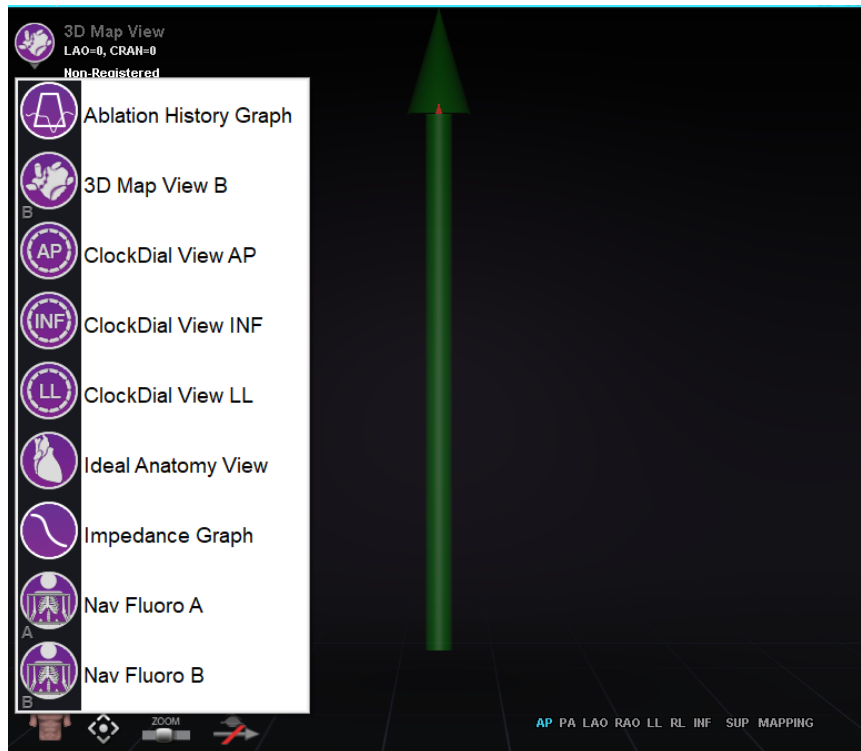 3D Map View
LAO=0, CRAN=0
Non-Registered
Ablation History Graph
3D Map View B
B
AP
ClockDial View AP
INF
ClockDial View INF
LL
ClockDial View LL
Ideal Anatomy View
Impedance Graph
Nav Fluoro A
A
Nav Fluoro B
B
ZOOM
AP PA LAO RAO LL RL INF SUP MAPPING